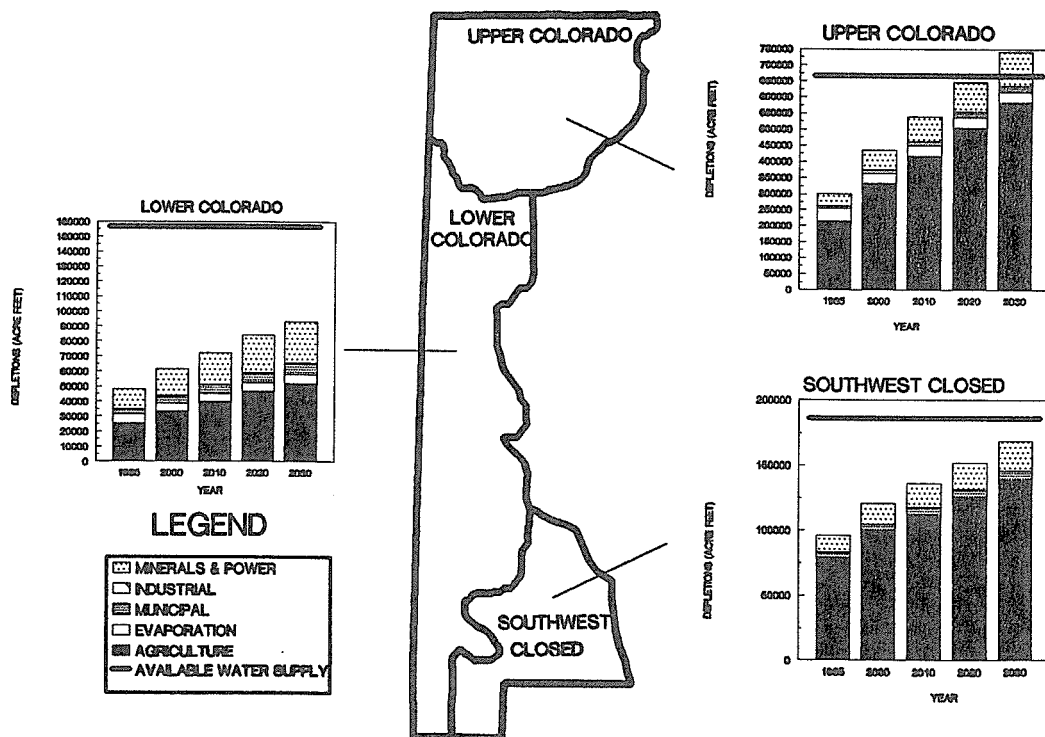 UPPER COLORADO
LOWER
COLORADO
SOUTHWEST
CLOSED
UPPER COLORADO
DEPLETIONS (ACRE FEET)
750000
700000
650000
600000
550000
500000
450000
400000
350000
300000
250000
200000
150000
100000
50000
0
1985 2000 2010 2020 2030
YEAR
LOWER COLORADO
DEPLETIONS (ACRE FEET)
160000
150000
140000
130000
120000
110000
100000
90000
80000
70000
60000
50000
40000
30000
20000
10000
0
1985 2000 2010 2020 2030
YEAR
SOUTHWEST CLOSED
DEPLETIONS (ACRE FEET)
200000
150000
100000
50000
0
1985 2000 2010 2020 2030
YEAR
LEGEND
MINERALS & POWER
INDUSTRIAL
MUNICIPAL
EVAPORATION
AGRICULTURE
AVAILABLE WATER SUPPLY